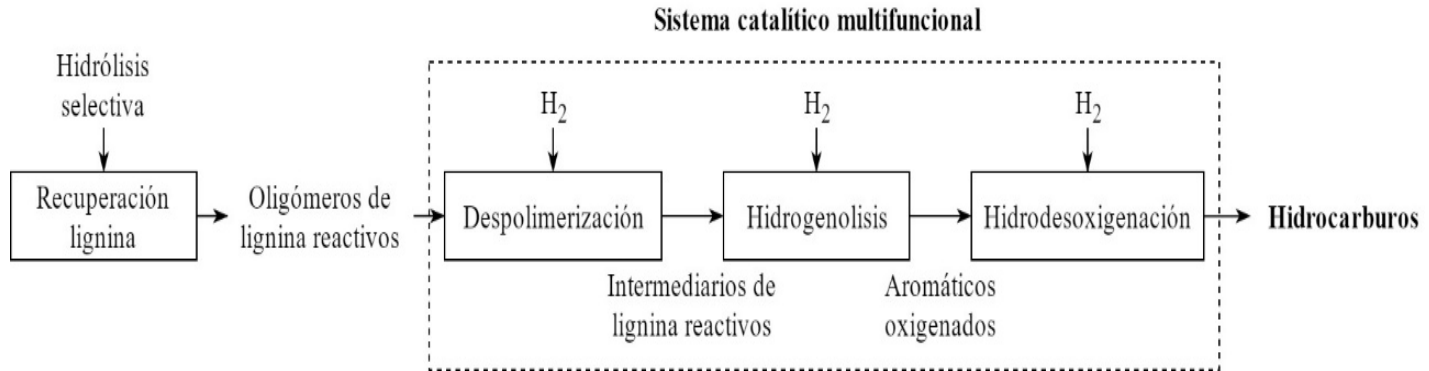 Sistema catalítico multifuncional
Hidrólisis
selectiva
H2
H2
H2
Recuperación
lignina
Oligómeros de
lignina reactivos
Despolimerización
Hidrogenolisis
Hidrodesoxigenación
Hidrocarburos
Intermediarios de
lignina reactivos
Aromáticos
oxigenados